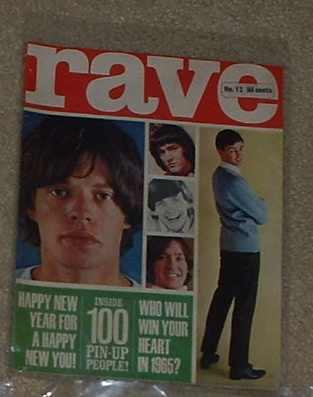 rave
No. 12 50 cents
HAPPY NEW
YEAR FOR
A HAPPY
NEW YOU!
INSIDE
100
PIN-UP
PEOPLE!
WHO WILL
WIN YOUR
HEART
IN 1965?